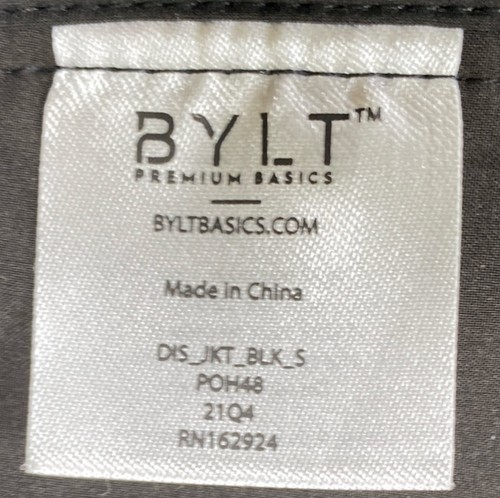 BYLT™
PREMIUM BASICS
BYLTBASICS.COM
Made in China
DIS_JKT_BLK_S
POH48
21Q4
RN162924